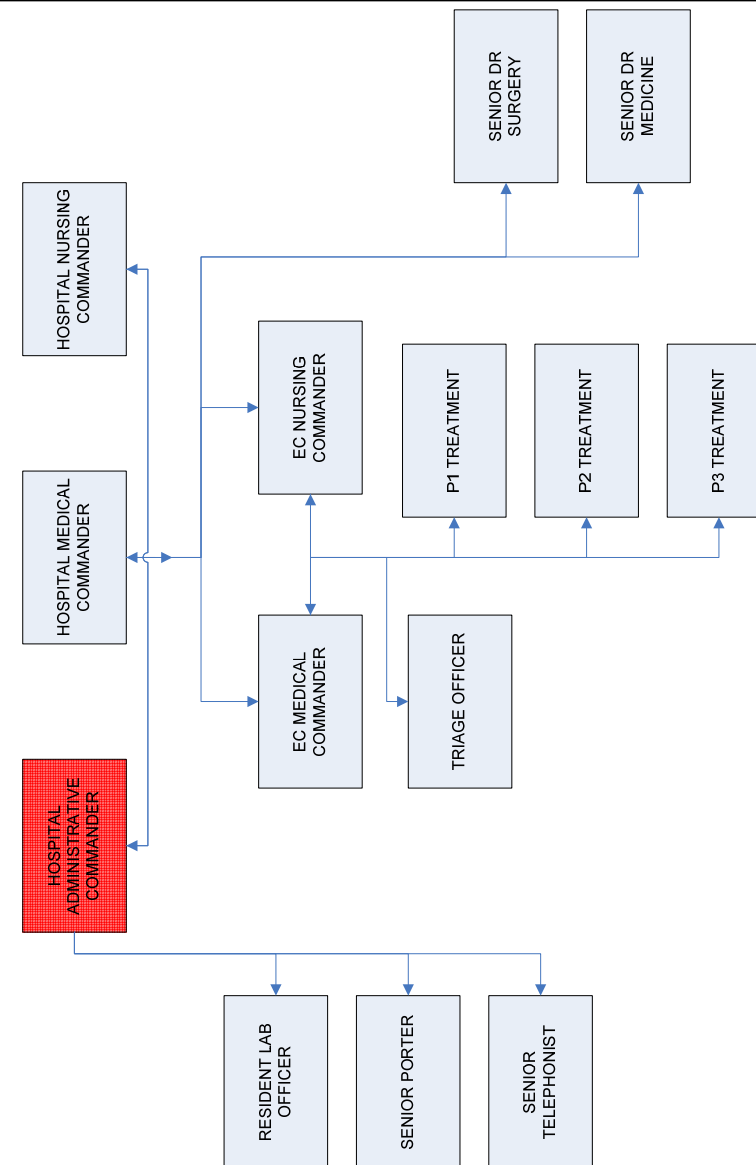 HOSPITAL
ADMINISTRATIVE
COMMANDER
HOSPITAL MEDICAL
COMMANDER
HOSPITAL NURSING
COMMANDER
RESIDENT LAB
OFFICER
SENIOR PORTER
SENIOR
TELEPHONIST
EC MEDICAL
COMMANDER
EC NURSING
COMMANDER
TRIAGE OFFICER
P1 TREATMENT
P2 TREATMENT
P3 TREATMENT
SENIOR DR
SURGERY
SENIOR DR
MEDICINE